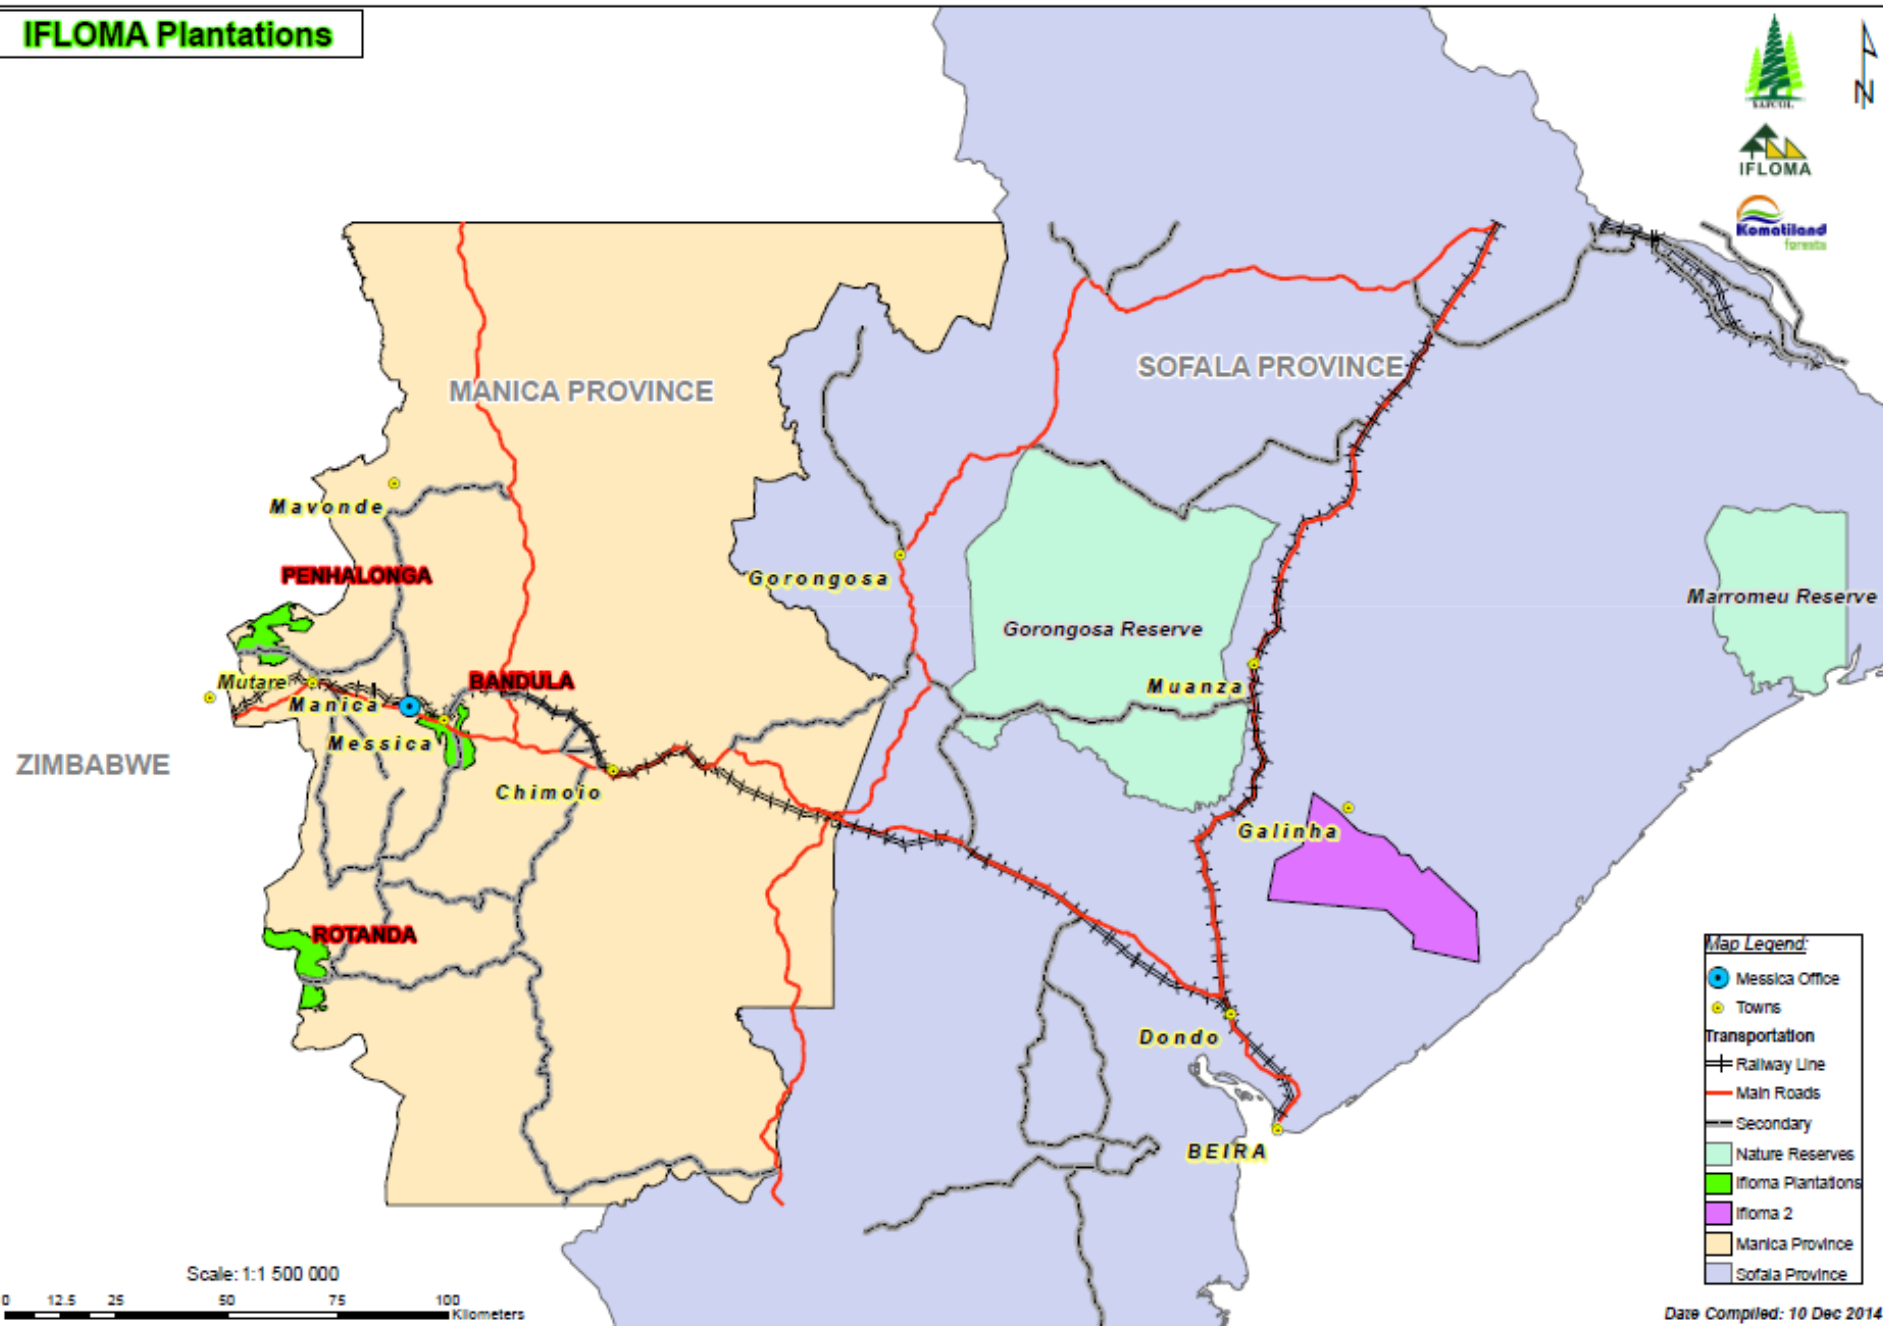 IFLOMA Plantations
SAFCOL
N
IFLOMA
Komatiland
forests
MANICA PROVINCE
SOFALA PROVINCE
Mavonde
PENHALONGA
Gorongosa
Marromeu Reserve
Gorongosa Reserve
Mutare
BANDULA
Muanza
Manica
Messica
ZIMBABWE
Chimoio
Galinha
ROTANDA
Dondo
BEIRA
Map Legend:
Messica Office
Towns
Transportation
Railway Line
Main Roads
Secondary
Nature Reserves
Ifloma Plantations
Ifloma 2
Manica Province
Sofala Province
Scale: 1:1 500 000
0 12.5 25 50 75 100
Kilometers
Date Compiled: 10 Dec 2014